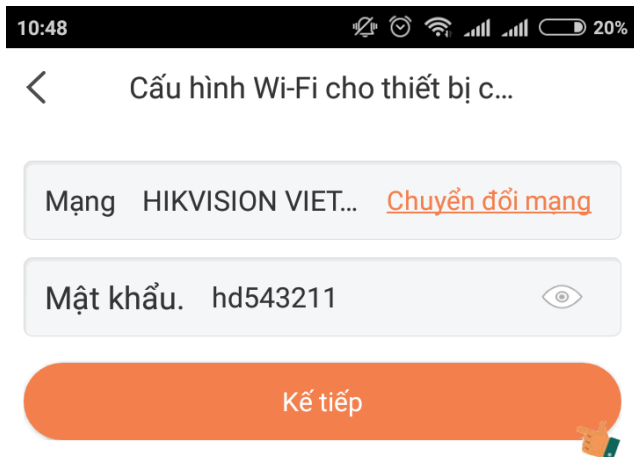 10:48 20%
Cấu hình Wi-Fi cho thiết bị c...
Mạng HIKVISION VIET... Chuyển đổi mạng
Mật khẩu. hd543211
Kế tiếp